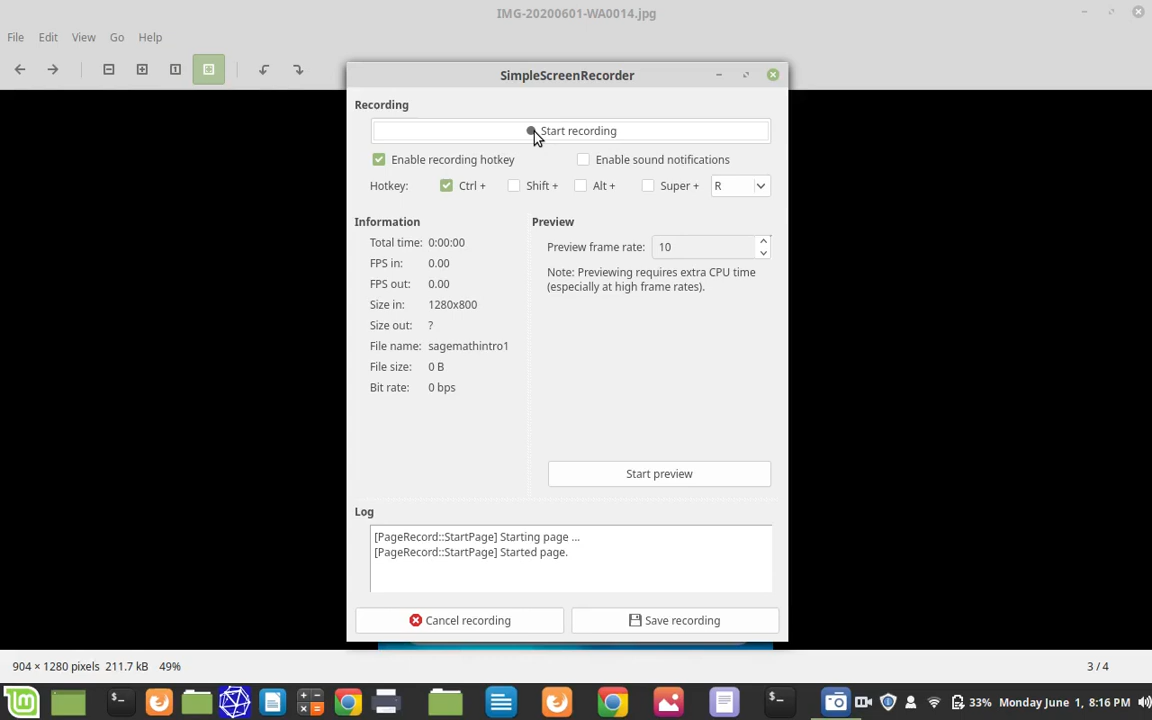 IMG-20200601-WA0014.jpg
File Edit View Go Help
SimpleScreenRecorder
Recording
Start recording
Enable recording hotkey Enable sound notifications
Hotkey: Ctrl + Shift + Alt + Super + R
Information Preview
Total time: 0:00:00
Preview frame rate: 10
FPS in: 0.00
Note: Previewing requires extra CPU time
(especially at high frame rates).
FPS out: 0.00
Size in: 1280x800
Size out: ?
File name: sagemathintro1
File size: 0 B
Bit rate: 0 bps
Start preview
Log
[PageRecord::StartPage] Starting page ...
[PageRecord::StartPage] Started page.
Cancel recording Save recording
904 × 1280 pixels 211.7 kB 49% 3 / 4
33% Monday June 1, 8:16 PM